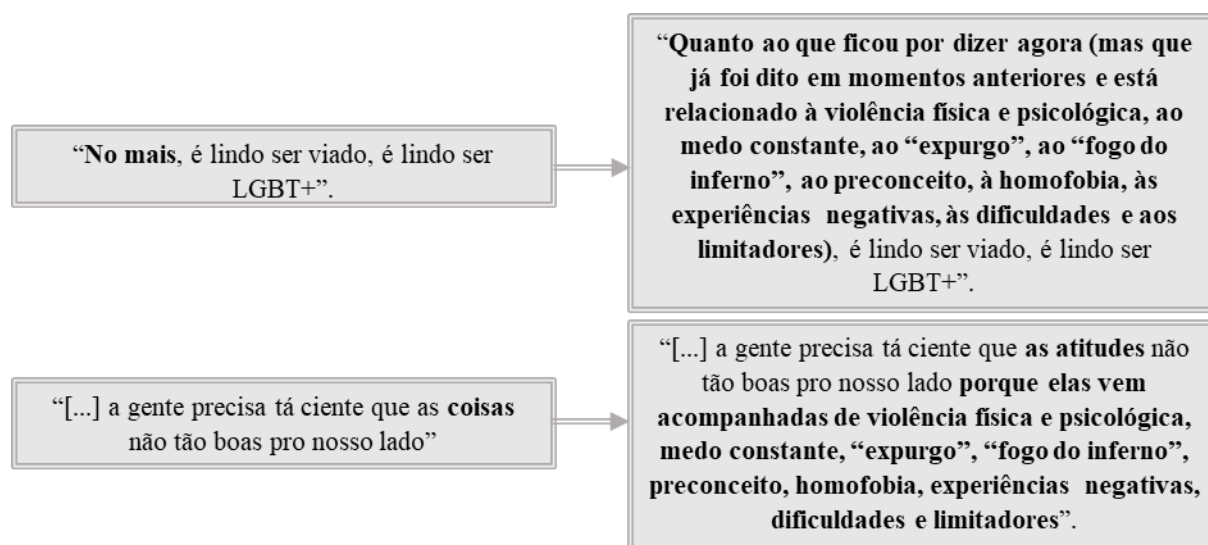 “No mais, é lindo ser viado, é lindo ser
LGBT+”.
“Quanto ao que ficou por dizer agora (mas que
já foi dito em momentos anteriores e está
relacionado à violência física e psicológica, ao
medo constante, ao “expurgo”, ao “fogo do
inferno”, ao preconceito, à homofobia, às
experiências negativas, às dificuldades e aos
limitadores), é lindo ser viado, é lindo ser
LGBT+”.
“[...] a gente precisa tá ciente que as coisas
não tão boas pro nosso lado”
“[...] a gente precisa tá ciente que as atitudes não
tão boas pro nosso lado porque elas vem
acompanhadas de violência física e psicológica,
medo constante, “expurgo”, “fogo do inferno”,
preconceito, homofobia, experiências negativas,
dificuldades e limitadores”.